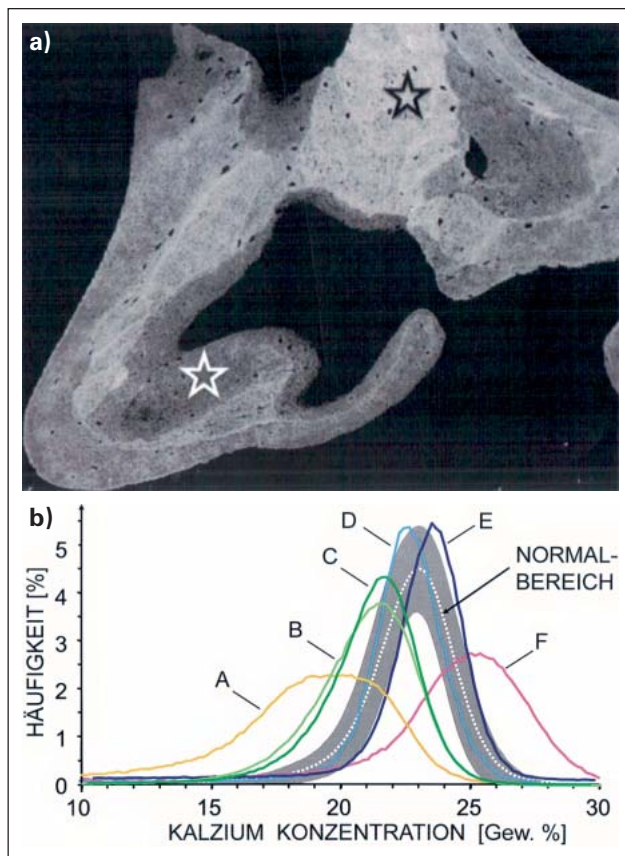 a)
b)
HÄUFIGKEIT [%]
5
4
3
2
1
0
A
B
C
D
E
F
NORMAL-
BEREICH
10
15
20
25
30
KALZIUM KONZENTRATION [Gew. %]